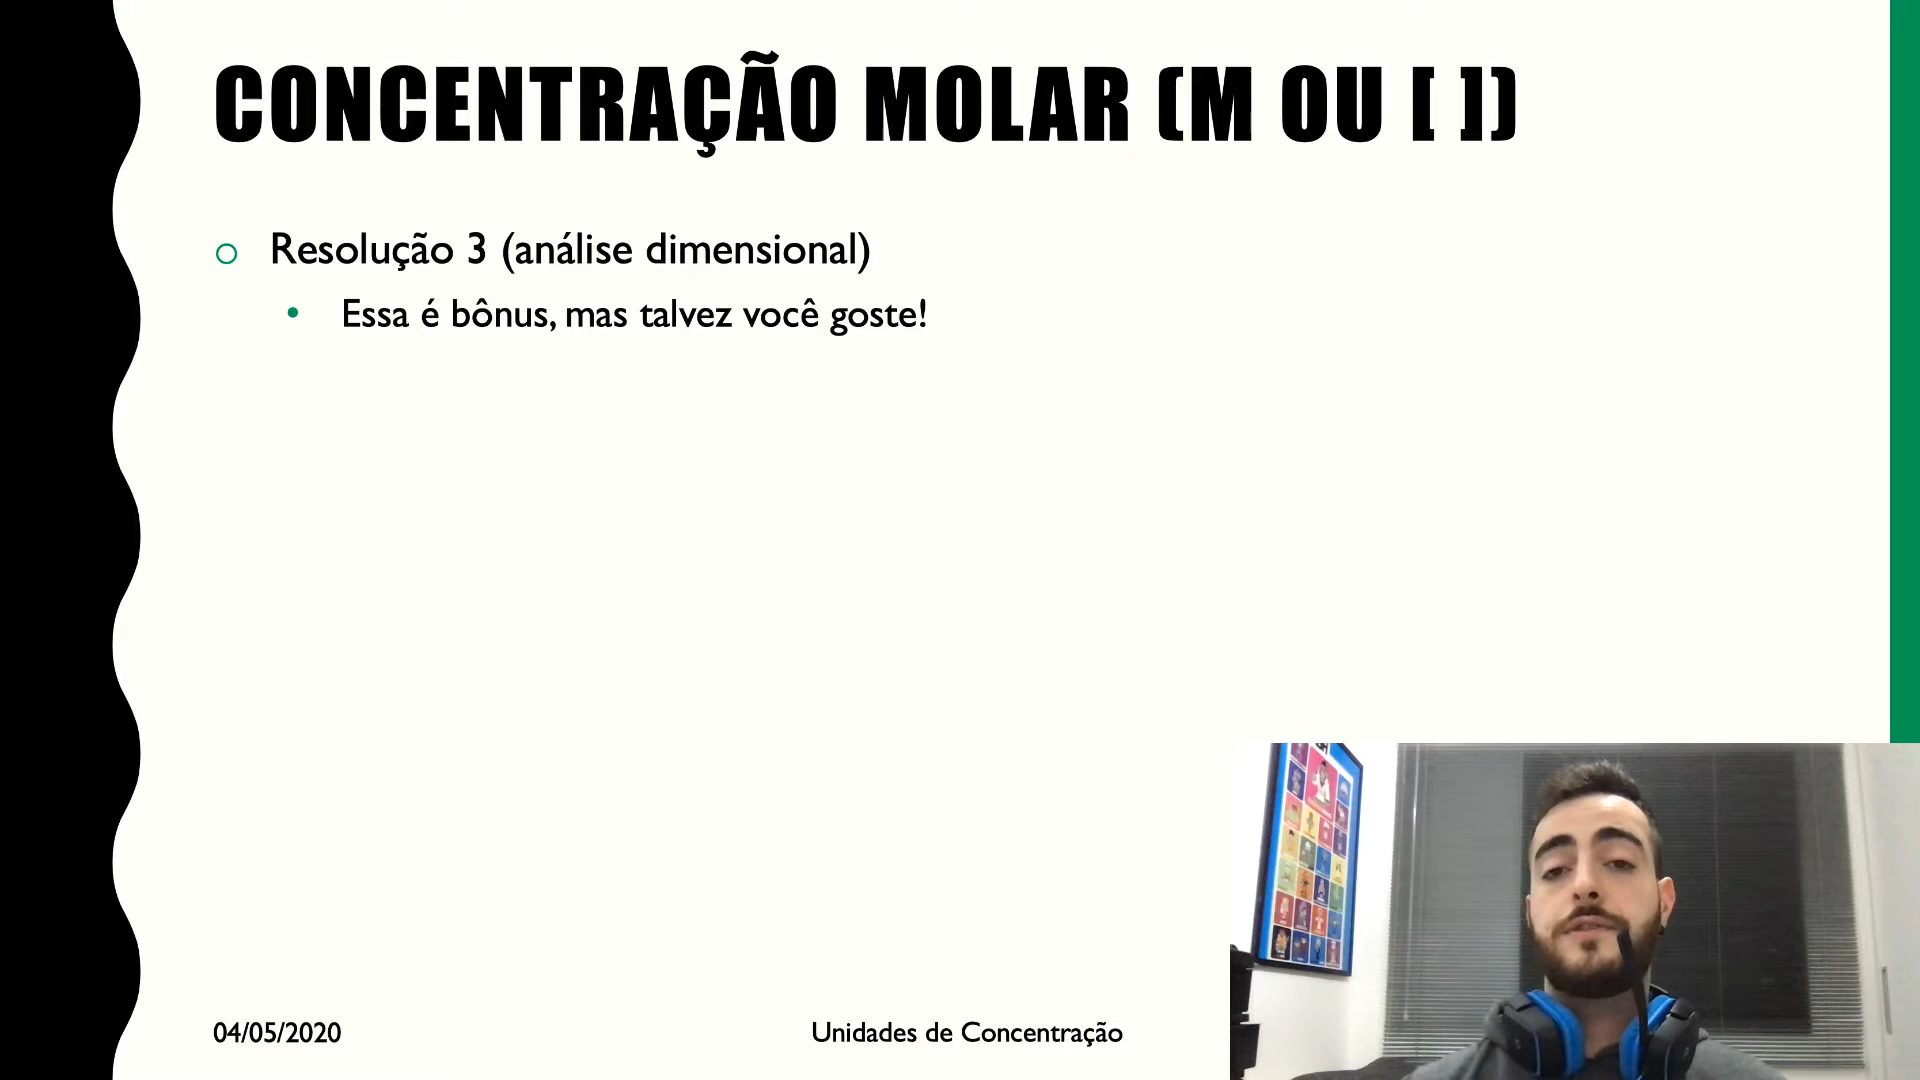 CONCENTRAÇÃO MOLAR (M OU [ ])
Resolução 3 (análise dimensional)
Essa é bônus, mas talvez você goste!
04/05/2020
Unidades de Concentração